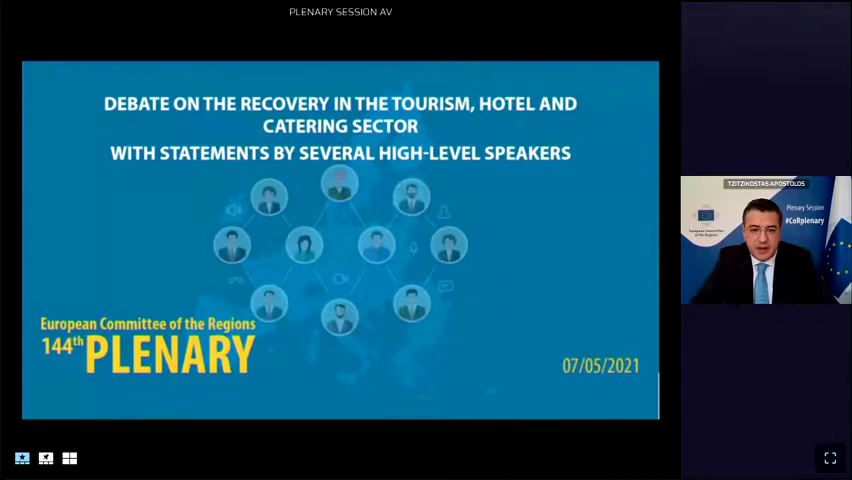 PLENARY SESSION AV
DEBATE ON THE RECOVERY IN THE TOURISM, HOTEL AND
CATERING SECTOR
WITH STATEMENTS BY SEVERAL HIGH-LEVEL SPEAKERS
European Committee of the Regions
144th PLENARY
07/05/2021
TZITZIKOSTAS APOSTOLOS
Plenary Session
#CoRplenary
European Committee
of the Regions